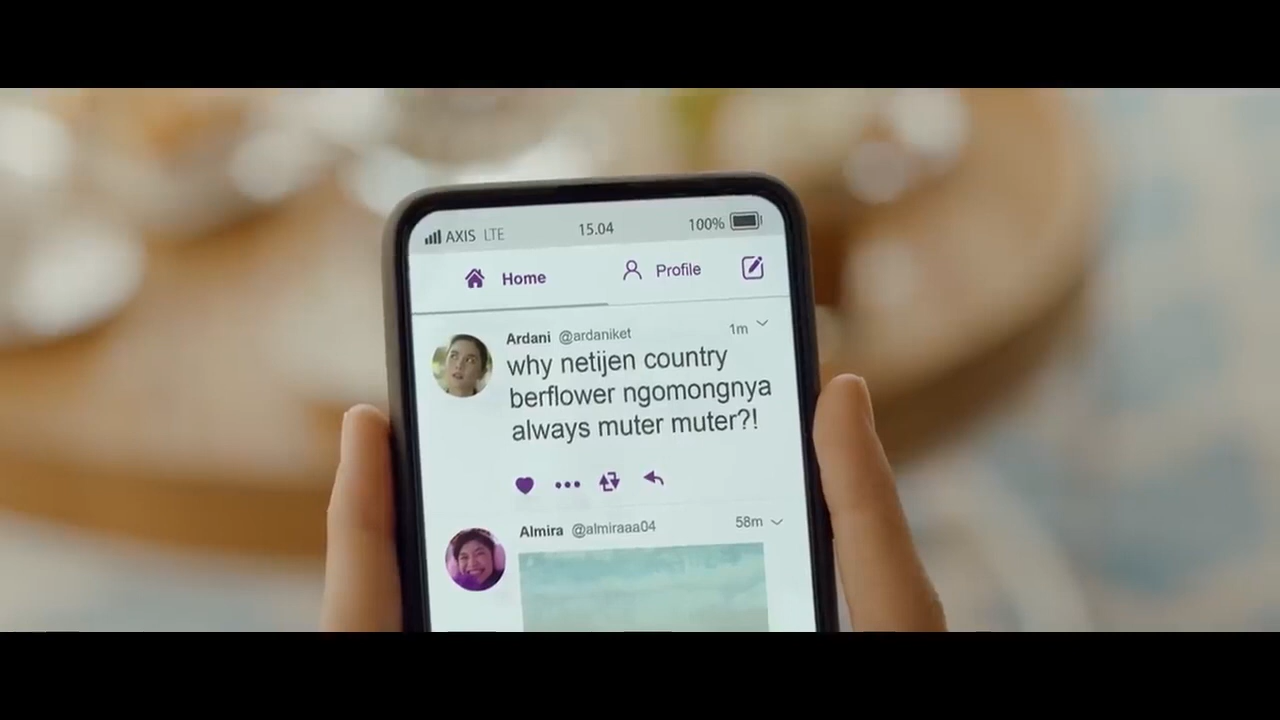 AXIS LTE 15.04 100%
Home Profile
Ardani @ardaniket 1m
why netijen country
berflower ngomongnya
always muter muter?!
Almira @almiraaa04 58m